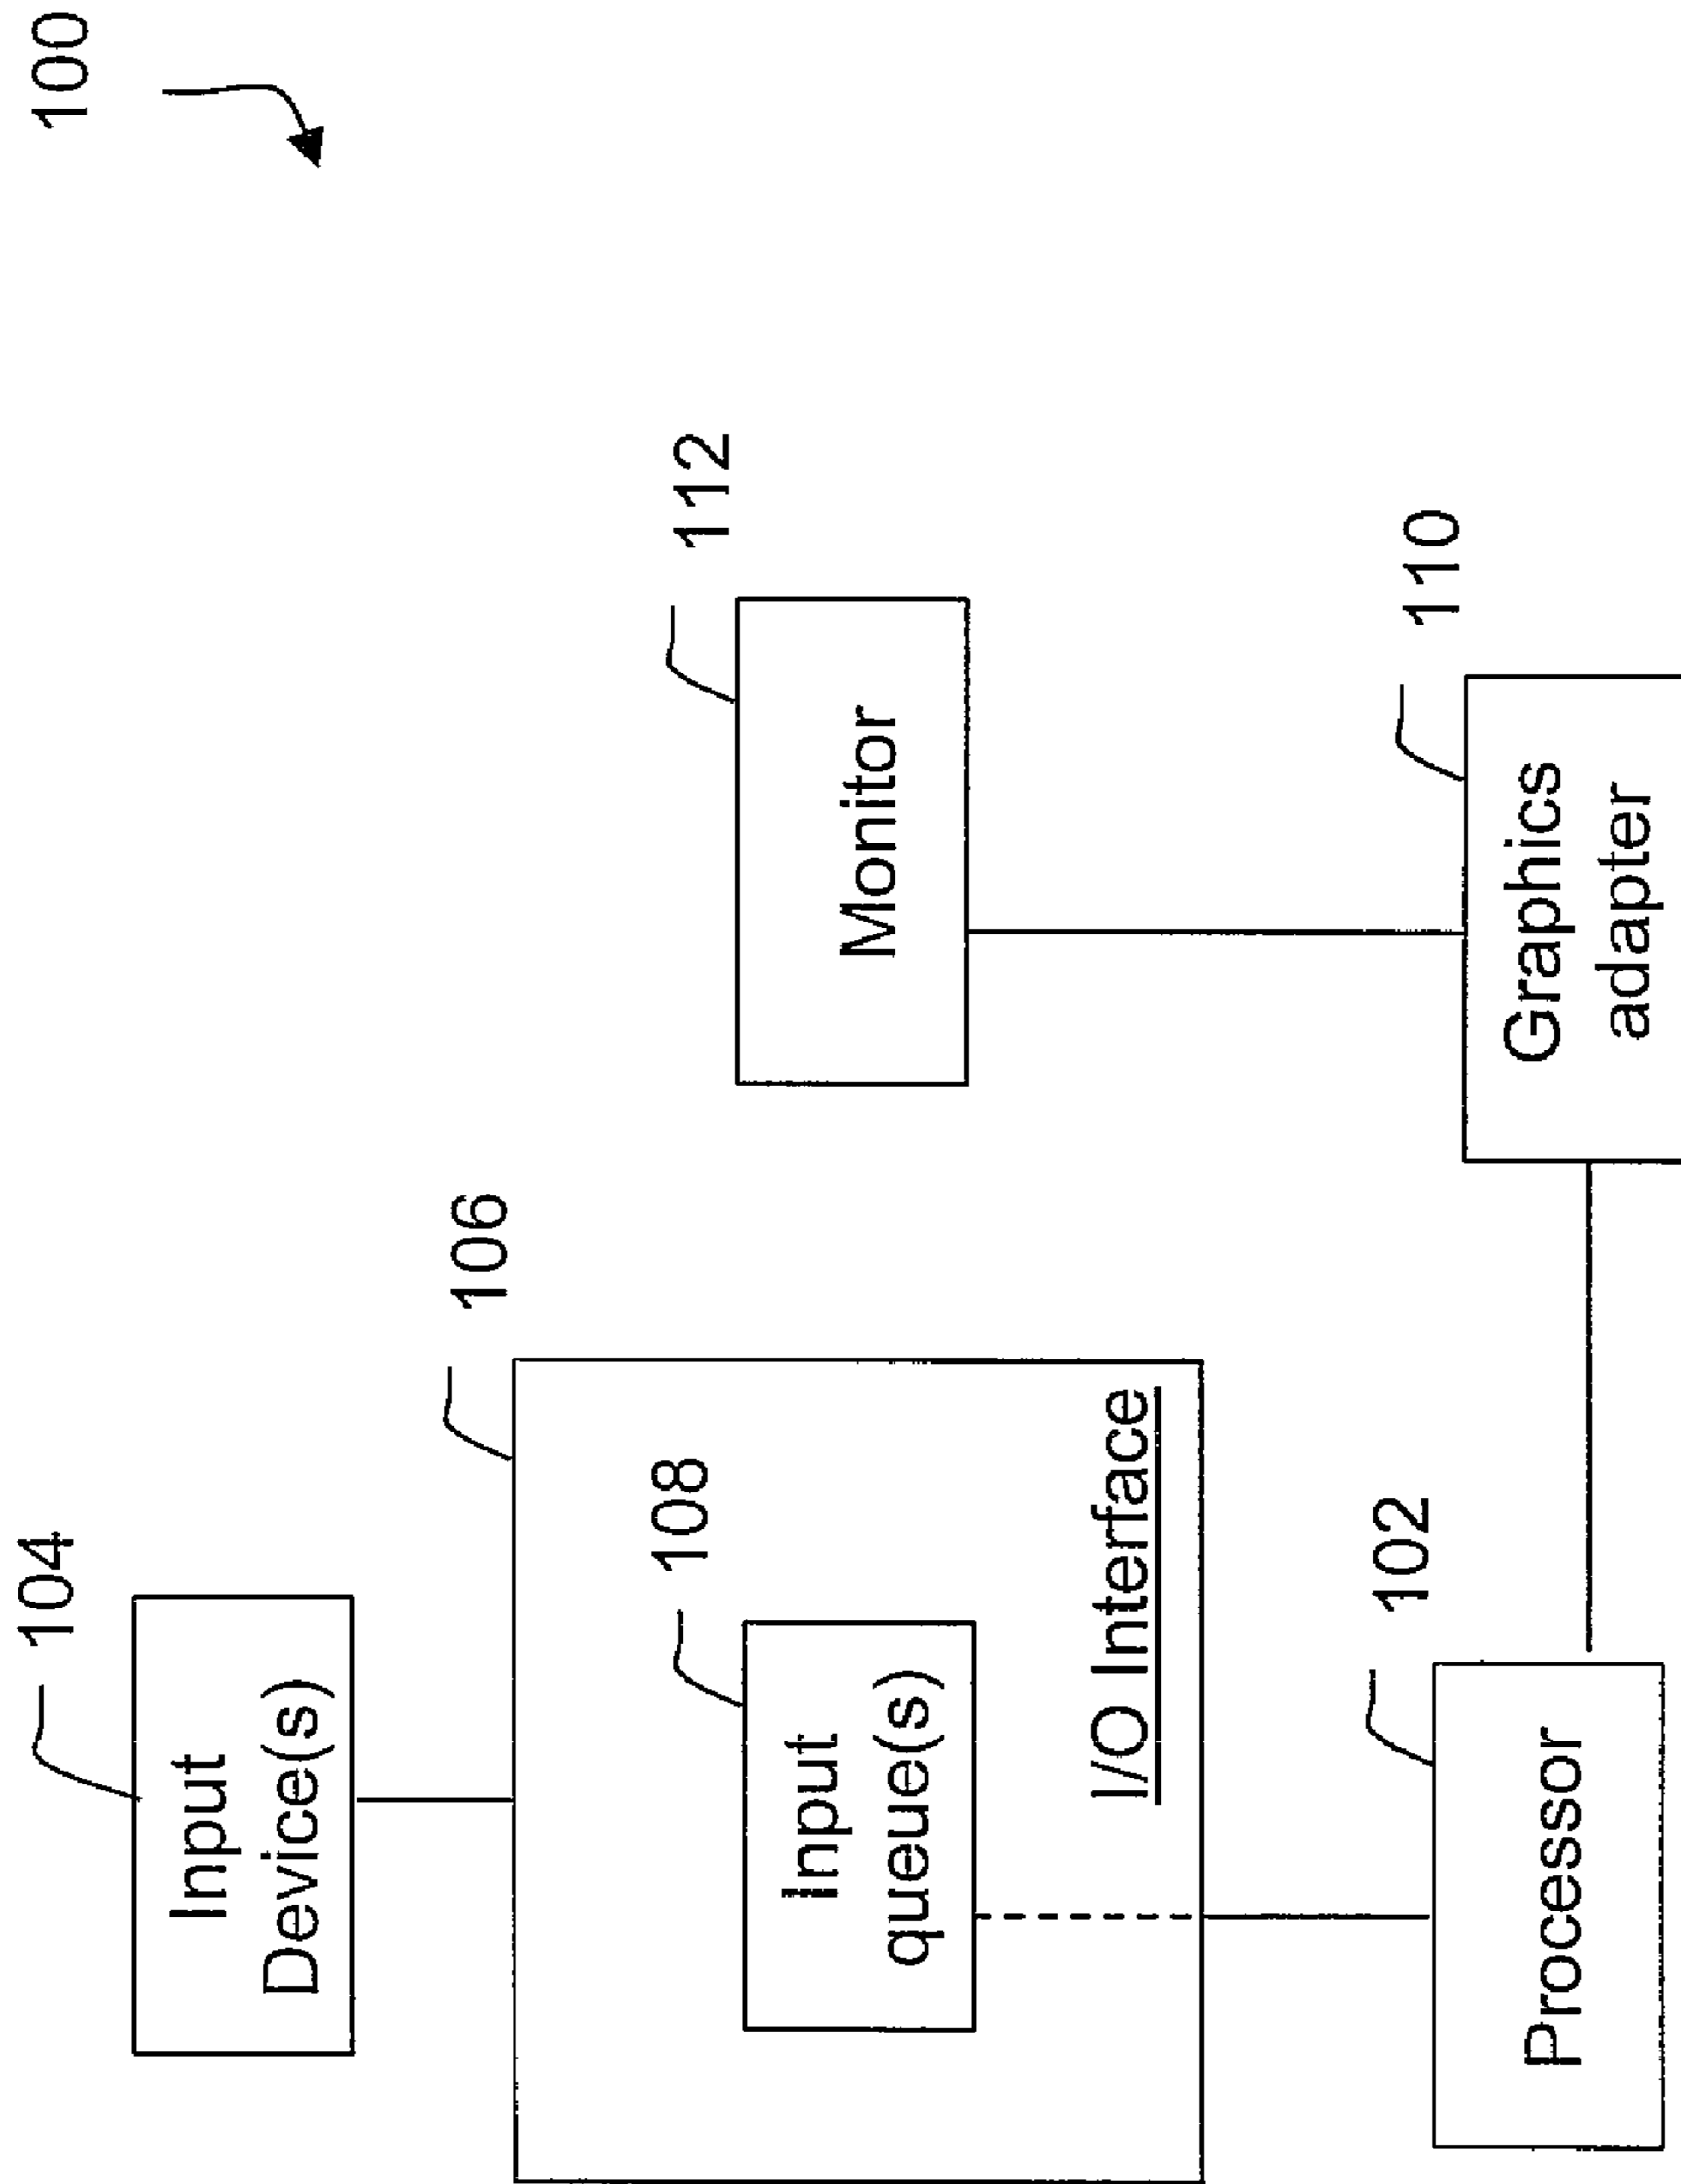 100
104
Input
Device(s)
106
108
Input
queue(s)
I/O Interface
102
Processor
112
Monitor
110
Graphics
adapter